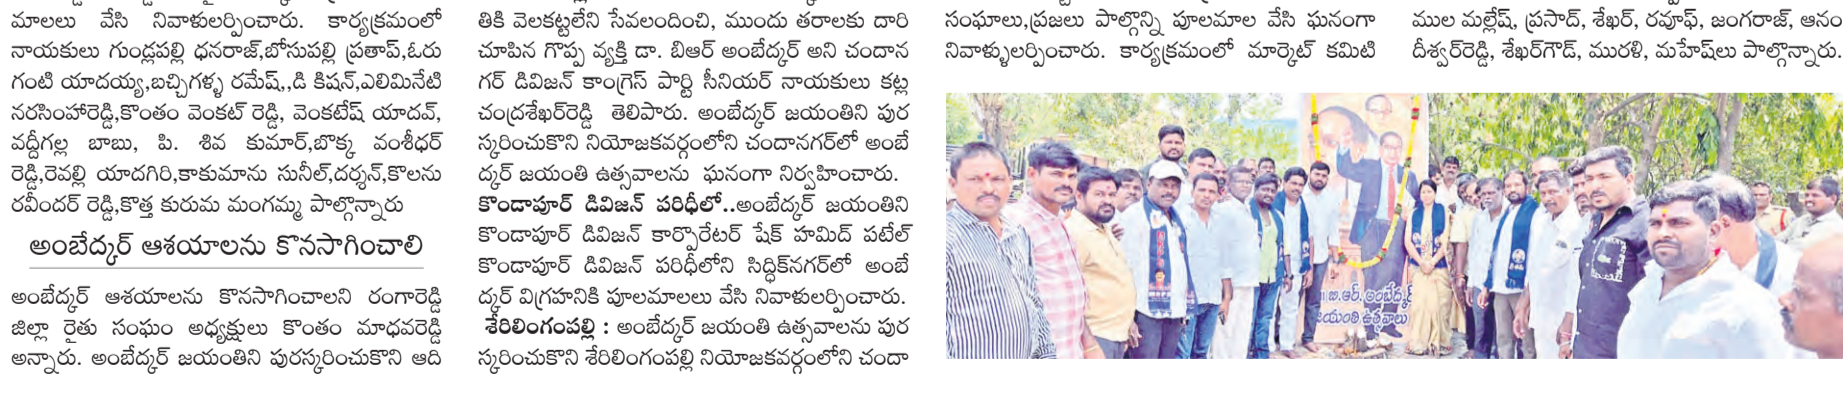 మాలలు వేసి నివాళులర్పించారు. కార్యక్రమంలో
నాయకులు గుండ్లపల్లి ధనరాజ్,బోసుపల్లి ప్రతాప్,ఓరు
గంటి యాదయ్య,బచ్చిగళ్ళ రమేష్,,డి కిషన్,ఎలిమినేటి
నరసింహారెడ్డి,కొంతం వెంకట్ రెడ్డి, వెంకటేష్ యాదవ్,
వద్దీగల్ల బాబు, పి. శివ కుమార్,బొక్క వంశీధర్
రెడ్డి,రెవల్లి యాదగిరి,కాకుమాను సునీల్,దర్శన్,కొలను
రవీందర్ రెడ్డి,కొత్త కురుమ మంగమ్మ పాల్గొన్నారు
అంబేద్కర్ ఆశయాలను కొనసాగించాలి
అంబేద్కర్ ఆశయాలను కొనసాగించాలని రంగారెడ్డి
జిల్లా రైతు సంఘం అధ్యక్షులు కొంతం మాధవరెడ్డి
అన్నారు. అంబేద్కర్ జయంతిని పురస్కరించుకొని ఆది
తికి వెలకట్టలేని సేవలందించి, ముందు తరాలకు దారి
చూపిన గొప్ప వ్యక్తి డా. బిఆర్ అంబేద్కర్ అని చందాన
గర్ డివిజన్ కాంగ్రెస్ పార్టి సీనియర్ నాయకులు కట్ల
చంద్రశేఖర్‌రెడ్డి తెలిపారు. అంబేద్కర్ జయంతిని పుర
స్కరించుకొని నియోజకవర్గంలోని చందానగర్‌లో అంబే
ద్కర్ జయంతి ఉత్సవాలను ఘనంగా నిర్వహించారు.
కొండాపూర్ డివిజన్ పరిధిలో..అంబేద్కర్ జయంతిని
కొండాపూర్ డివిజన్ కార్పొరేటర్ షేక్ హమిద్ పటేల్
కొండాపూర్ డివిజన్ పరిధిలోని సిద్ధిక్‌నగర్‌లో అంబే
ద్కర్ విగ్రహనికి పూలమాలలు వేసి నివాళులర్పించారు.
శేరిలింగంపల్లి : అంబేద్కర్ జయంతి ఉత్సవాలను పుర
స్కరించుకొని శేరిలింగంపల్లి నియోజకవర్గంలోని చందా
సంఘాలు,ప్రజలు పాల్గొన్ని పూలమాల వేసి ఘనంగా
నివాళ్ళులర్పించారు. కార్యక్రమంలో మార్కెట్ కమిటి
ముల మల్లేష్, ప్రసాద్, శేఖర్, రవూఫ్, జంగరాజ్, ఆనం
దీశ్వర్‌రెడ్డి, శేఖర్‌గౌడ్, మురళి, మహేష్‌లు పాల్గొన్నారు.
బి.ఆర్. అంబేద్కర్
జయంతి ఉత్సవాలు